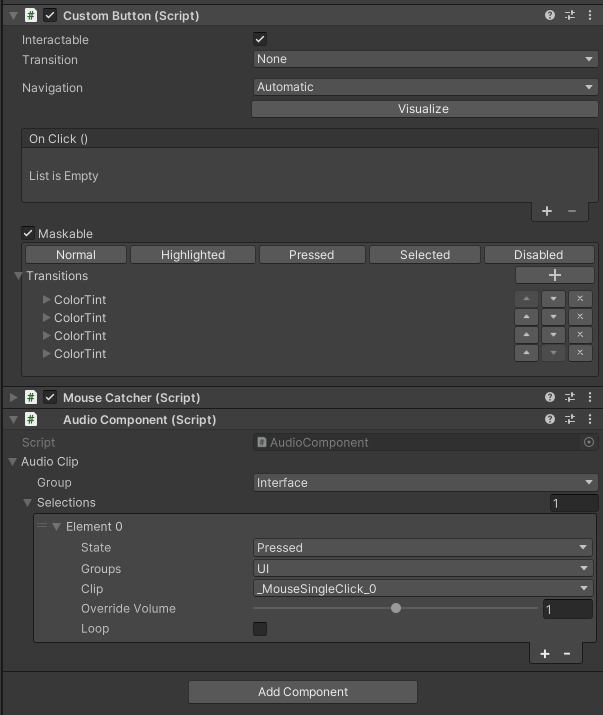 Custom Button (Script)
Interactable
Transition None
Navigation Automatic
Visualize
On Click ()
List is Empty
+ −
Maskable
Normal Highlighted Pressed Selected Disabled
Transitions +
ColorTint
ColorTint
ColorTint
ColorTint
Mouse Catcher (Script)
Audio Component (Script)
Script AudioComponent
Audio Clip
Group Interface
Selections 1
Element 0
State Pressed
Groups UI
Clip _MouseSingleClick_0
Override Volume 1
Loop
+ -
Add Component